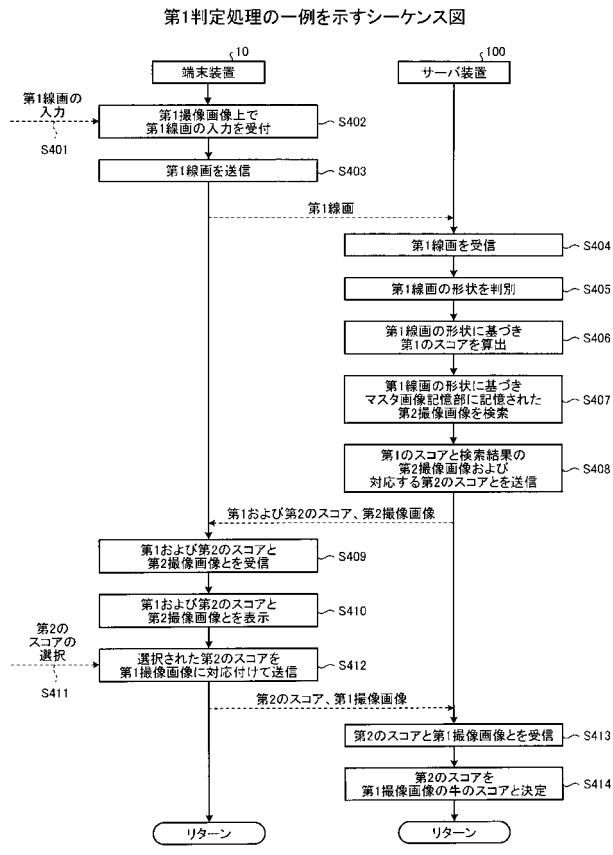 第1判定処理の一例を示すシーケンス図
10
100
端末装置
サーバ装置
第1線画の
入力
S401
第1撮像画像上で
第1線画の入力を受付
S402
第1線画を送信
S403
第1線画
第1線画を受信
S404
第1線画の形状を判別
S405
第1線画の形状に基づき
第1のスコアを算出
S406
第1線画の形状に基づき
マスタ画像記憶部に記憶された
第2撮像画像を検索
S407
第1のスコアと検索結果の
第2撮像画像および
対応する第2のスコアとを送信
S408
第1および第2のスコア、第2撮像画像
第1および第2のスコアと
第2撮像画像とを受信
S409
第1および第2のスコアと
第2撮像画像とを表示
S410
第2の
スコアの
選択
S411
選択された第2のスコアを
第1撮像画像に対応付けて送信
S412
第2のスコア、第1撮像画像
第2のスコアと第1撮像画像とを受信
S413
第2のスコアを
第1撮像画像の牛のスコアと決定
S414
リターン
リターン